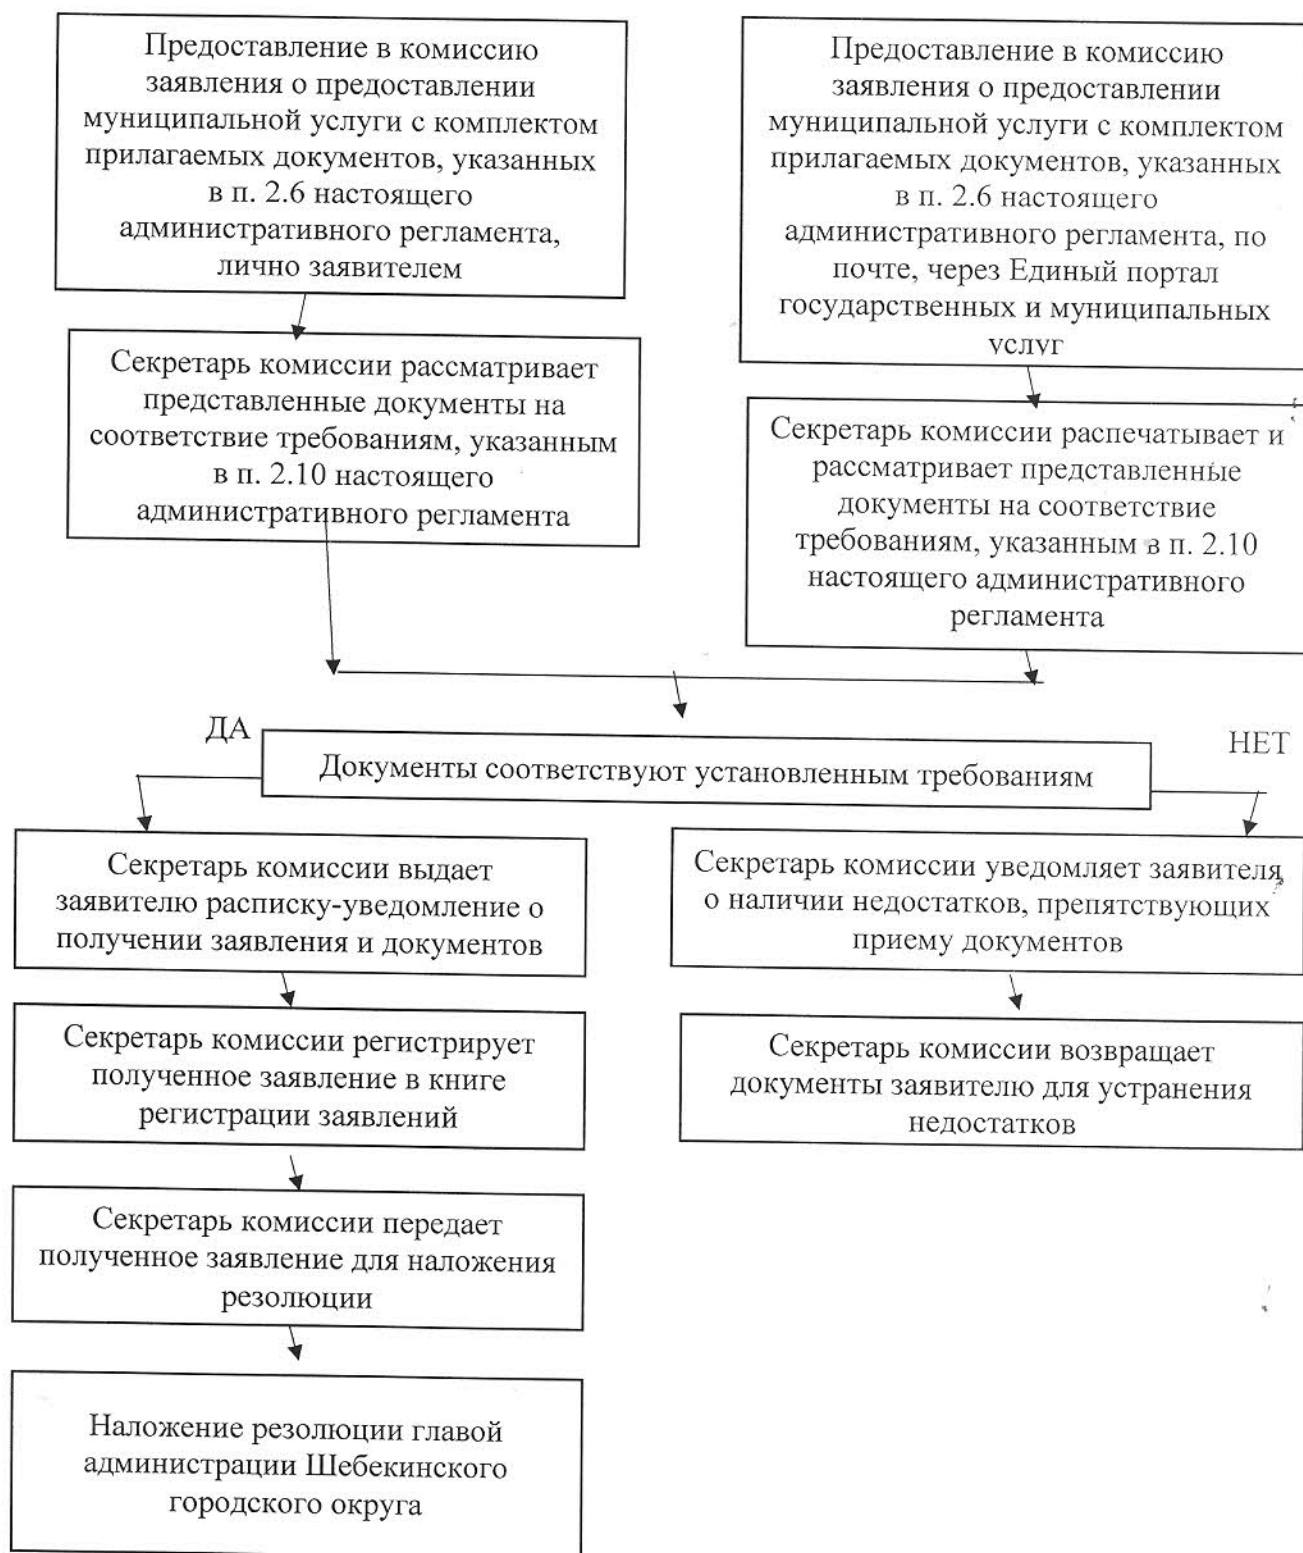 Предоставление в комиссию
заявления о предоставлении
муниципальной услуги с комплектом
прилагаемых документов, указанных
в п. 2.6 настоящего
административного регламента,
лично заявителем
Предоставление в комиссию
заявления о предоставлении
муниципальной услуги с комплектом
прилагаемых документов, указанных
в п. 2.6 настоящего
административного регламента, по
почте, через Единый портал
государственных и муниципальных
услуг
Секретарь комиссии рассматривает
представленные документы на
соответствие требованиям, указанным
в п. 2.10 настоящего
административного регламента
Секретарь комиссии распечатывает и
рассматривает представленные
документы на соответствие
требованиям, указанным в п. 2.10
настоящего административного
регламента
ДА
НЕТ
Документы соответствуют установленным требованиям
Секретарь комиссии выдает
заявителю расписку-уведомление о
получении заявления и документов
Секретарь комиссии уведомляет заявителя
о наличии недостатков, препятствующих
приему документов
Секретарь комиссии регистрирует
полученное заявление в книге
регистрации заявлений
Секретарь комиссии возвращает
документы заявителю для устранения
недостатков
Секретарь комиссии передает
полученное заявление для наложения
резолюции
Наложение резолюции главой
администрации Шебекинского
городского округа